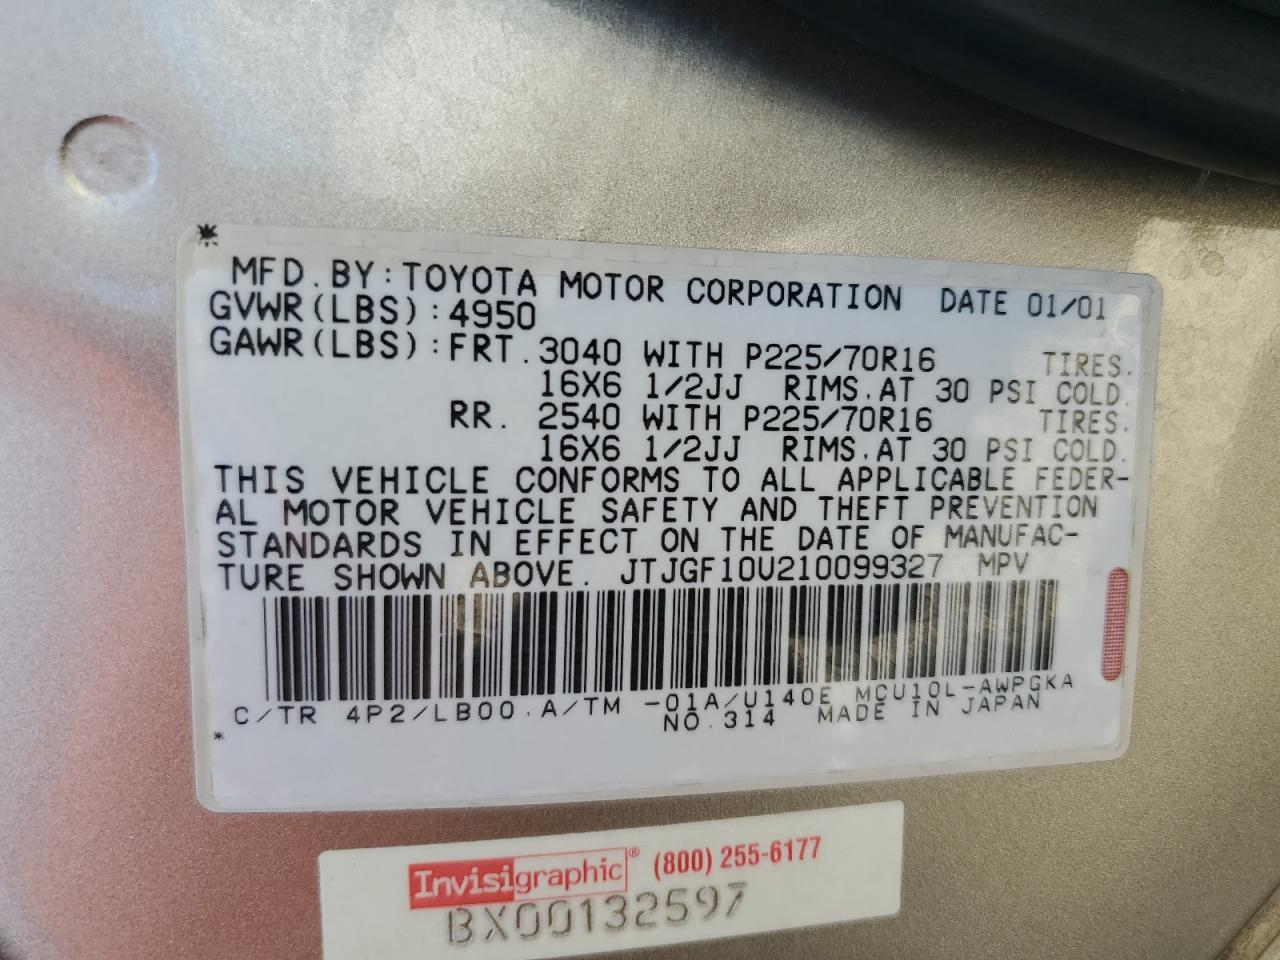 MFD.BY:TOYOTA MOTOR CORPORATION DATE 01/01
GVWR(LBS):4950
GAWR(LBS):FRT.3040 WITH P225/70R16 TIRES.
16X6 1/2JJ RIMS.AT 30 PSI COLD.
RR. 2540 WITH P225/70R16 TIRES.
16X6 1/2JJ RIMS.AT 30 PSI COLD.
THIS VEHICLE CONFORMS TO ALL APPLICABLE FEDER-
AL MOTOR VEHICLE SAFETY AND THEFT PREVENTION
STANDARDS IN EFFECT ON THE DATE OF MANUFAC-
TURE SHOWN ABOVE. JTJGF10U210099327 MPV
C/TR 4P2/LB00.A/TM -01A/U140E MCU10L-AWPGKA
NO.314 MADE IN JAPAN
Invisigraphic® (800) 255-6177
BX00132597